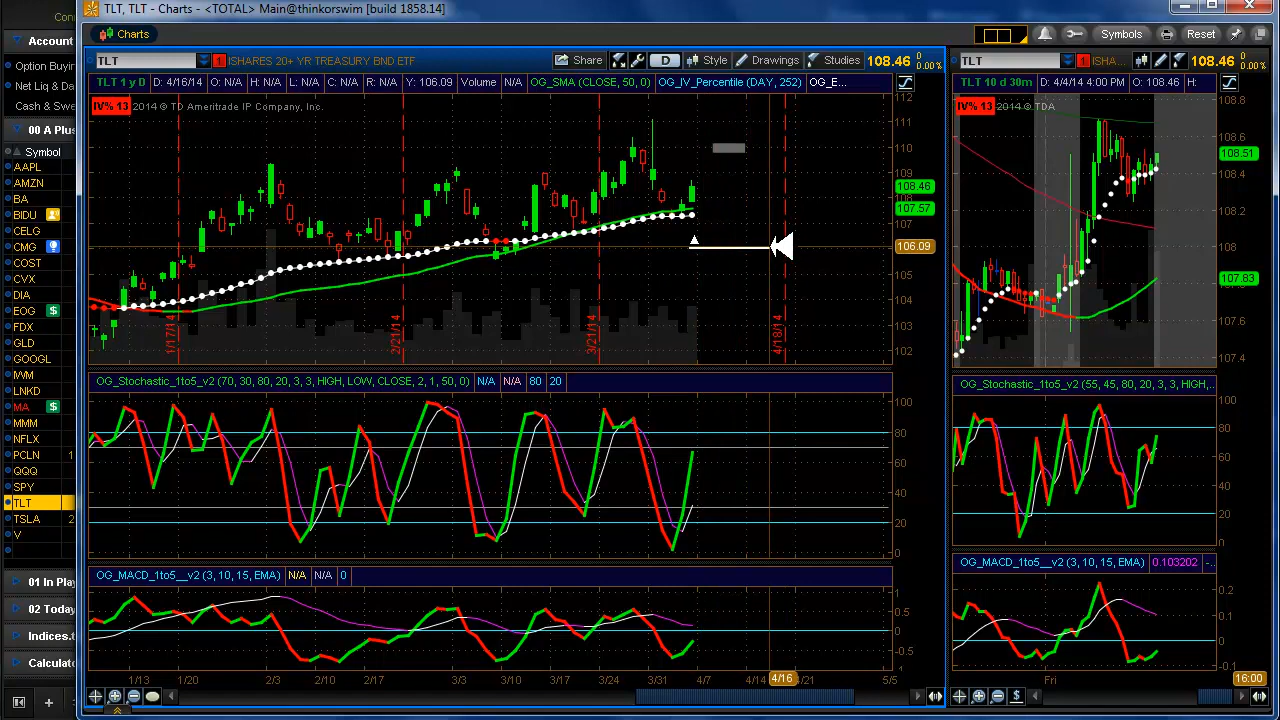 TLT, TLT - Charts - <TOTAL> Main@thinkorswim [build 1858.14]
Charts
Symbols
Reset
Account
Option Buyin
Net Liq & Da
Cash & Swe
00 A Plus
Symbol
AAPL
AMZN
BA
BIDU
CELG
CMG
COST
CVX
DIA
EOG $
FDX
GLD
GOOGL
IWM
LNKD
MA $
MMM
NFLX
PCLN 1
QQQ
SPY
TLT
TSLA 2
V
01 In Play
02 Today
Indices.t
Calculato
TLT 1 ISHARES 20+ YR TREASURY BND ETF Share D Style Drawings Studies 108.46 0 0.00%
TLT 1 y D D: 4/16/14 O: N/A H: N/A L: N/A C: N/A R: N/A Y: 106.09 Volume N/A OG_SMA (CLOSE, 50, 0) OG_IV_Percentile (DAY, 252) OG_E...
IV% 13 2014 © TD Ameritrade IP Company, Inc.
112
111
110
109
108.46
107.57
107
106.09
105
104
103
102
1/17/14
2/21/14
3/21/14
4/18/14
OG_Stochastic_1to5_v2 (70, 30, 80, 20, 3, 3, HIGH, LOW, CLOSE, 2, 1, 50, 0) N/A N/A 80 20
100
80
60
40
20
0
OG_MACD_1to5__v2 (3, 10, 15, EMA) N/A N/A 0
1
0.5
0
-0.5
1/13 1/20 2/3 2/10 2/17 3/3 3/10 3/17 3/24 3/31 4/7 4/14 4/16 4/21 5/5
TLT 1 ISHA... 108.46 0 0.00%
TLT 10 d 30m D: 4/4/14 4:00 PM O: 108.46 H:
IV% 13 2014 © TDA
108.8
108.6
108.51
108.4
108.2
108
107.83
107.6
107.4
OG_Stochastic_1to5_v2 (55, 45, 80, 20, 3, 3, HIGH,...
100
80
60
40
20
0
OG_MACD_1to5__v2 (3, 10, 15, EMA) 0.103202 -...
0.2
0
-0.1
Fri 16:00
$